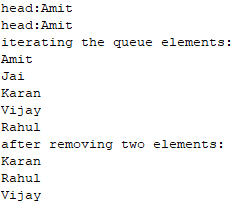 head:Amit
head:Amit
iterating the queue elements:
Amit
Jai
Karan
Vijay
Rahul
after removing two elements:
Karan
Rahul
Vijay